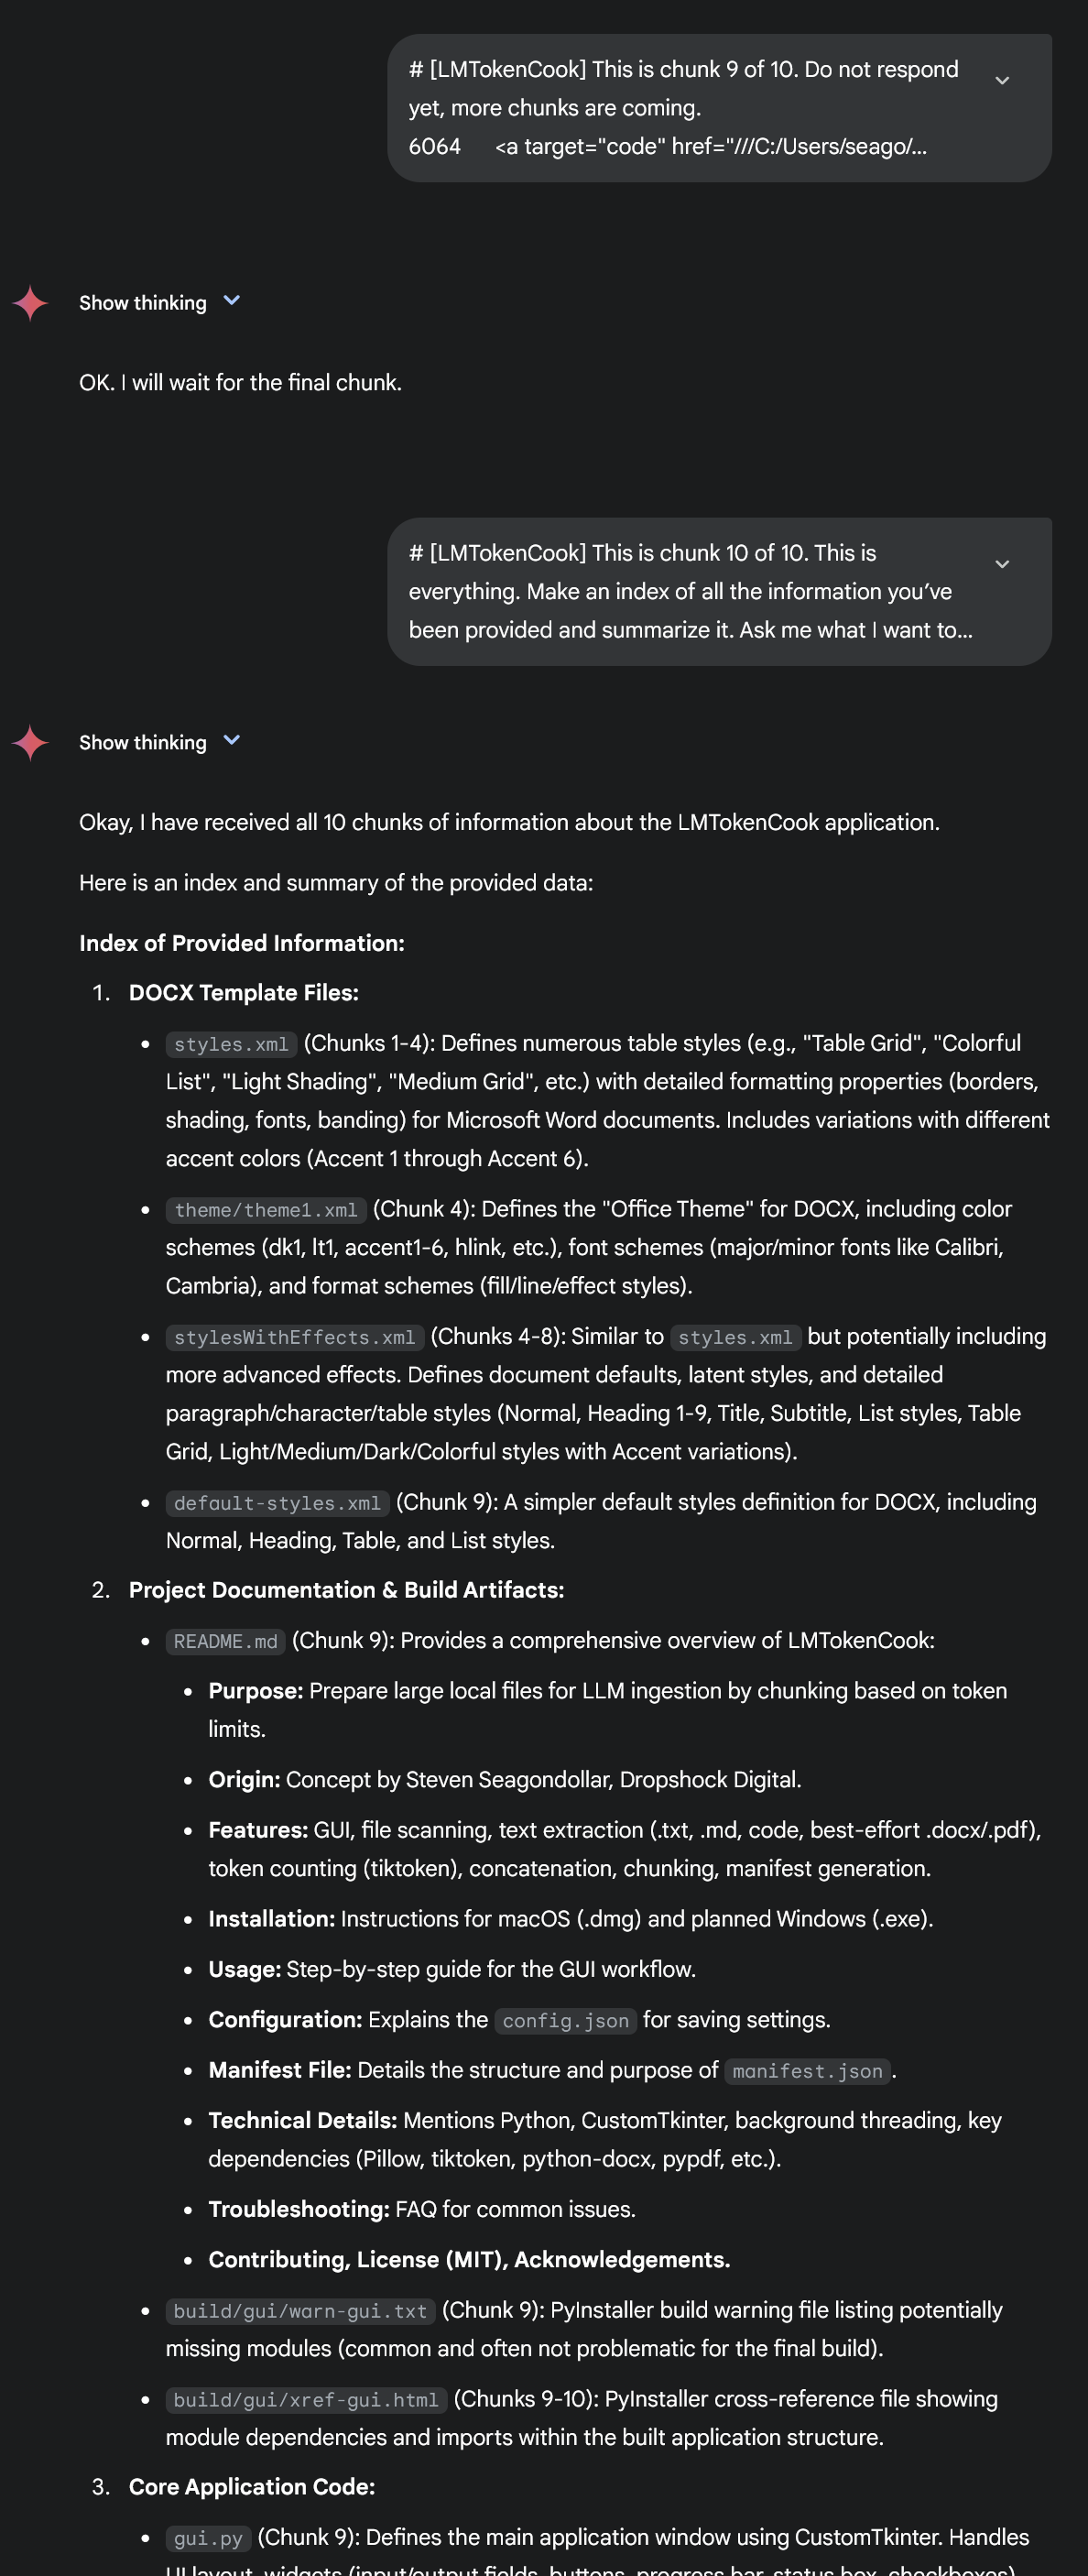 # [LMTokenCook] This is chunk 9 of 10. Do not respond
yet, more chunks are coming.
6064 <a target="code" href="///C:/Users/seago/...
Show thinking
OK. I will wait for the final chunk.
# [LMTokenCook] This is chunk 10 of 10. This is
everything. Make an index of all the information you’ve
been provided and summarize it. Ask me what I want to...
Show thinking
Okay, I have received all 10 chunks of information about the LMTokenCook application.
Here is an index and summary of the provided data:
Index of Provided Information:
1. DOCX Template Files:
• styles.xml (Chunks 1-4): Defines numerous table styles (e.g., "Table Grid", "Colorful
List", "Light Shading", "Medium Grid", etc.) with detailed formatting properties (borders,
shading, fonts, banding) for Microsoft Word documents. Includes variations with different
accent colors (Accent 1 through Accent 6).
• theme/theme1.xml (Chunk 4): Defines the "Office Theme" for DOCX, including color
schemes (dk1, lt1, accent1-6, hlink, etc.), font schemes (major/minor fonts like Calibri,
Cambria), and format schemes (fill/line/effect styles).
• stylesWithEffects.xml (Chunks 4-8): Similar to styles.xml but potentially including
more advanced effects. Defines document defaults, latent styles, and detailed
paragraph/character/table styles (Normal, Heading 1-9, Title, Subtitle, List styles, Table
Grid, Light/Medium/Dark/Colorful styles with Accent variations).
• default-styles.xml (Chunk 9): A simpler default styles definition for DOCX, including
Normal, Heading, Table, and List styles.
2. Project Documentation & Build Artifacts:
• README.md (Chunk 9): Provides a comprehensive overview of LMTokenCook:
• Purpose: Prepare large local files for LLM ingestion by chunking based on token
limits.
• Origin: Concept by Steven Seagondollar, Dropshock Digital.
• Features: GUI, file scanning, text extraction (.txt, .md, code, best-effort .docx/.pdf),
token counting (tiktoken), concatenation, chunking, manifest generation.
• Installation: Instructions for macOS (.dmg) and planned Windows (.exe).
• Usage: Step-by-step guide for the GUI workflow.
• Configuration: Explains the config.json for saving settings.
• Manifest File: Details the structure and purpose of manifest.json.
• Technical Details: Mentions Python, CustomTkinter, background threading, key
dependencies (Pillow, tiktoken, python-docx, pypdf, etc.).
• Troubleshooting: FAQ for common issues.
• Contributing, License (MIT), Acknowledgements.
• build/gui/warn-gui.txt (Chunk 9): PyInstaller build warning file listing potentially
missing modules (common and often not problematic for the final build).
• build/gui/xref-gui.html (Chunks 9-10): PyInstaller cross-reference file showing
module dependencies and imports within the built application structure.
3. Core Application Code:
• gui.py (Chunk 9): Defines the main application window using CustomTkinter. Handles
UI layout, widgets (input/output fields, buttons, progress bar, status box, checkboxes)